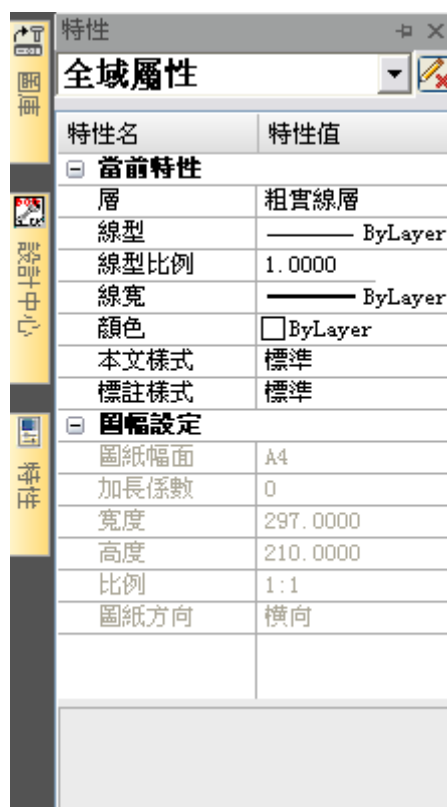 特性
全域屬性
特性名 特性值
當前特性
層 粗實線層
線型 ByLayer
線型比例 1.0000
線寬 ByLayer
顏色 ByLayer
本文樣式 標準
標註樣式 標準
圖幅設定
圖紙幅面 A4
加長係數 0
寬度 297.0000
高度 210.0000
比例 1:1
圖紙方向 橫向
圖庫
設計中心
特性